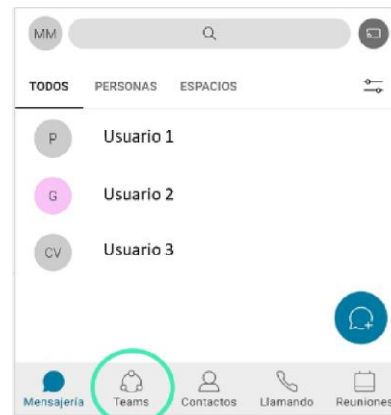 MM
TODOS PERSONAS ESPACIOS
P Usuario 1
G Usuario 2
CV Usuario 3
Mensajería Teams Contactos Llamando Reuniones